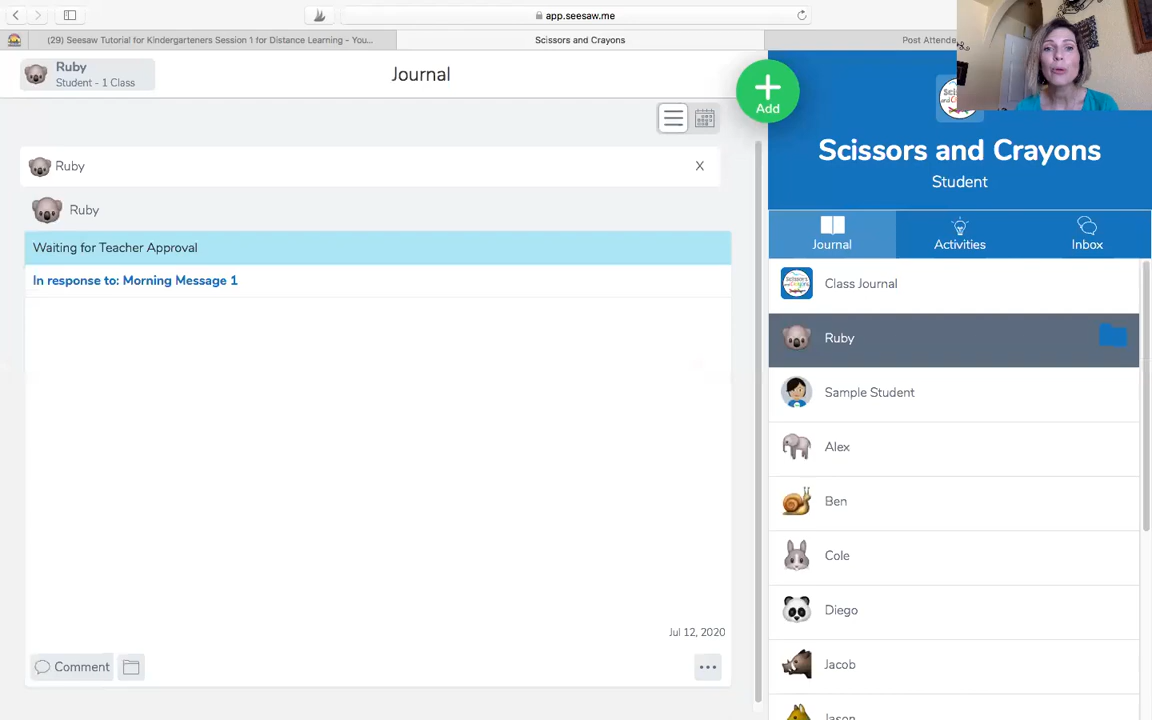 app.seesaw.me
(29) Seesaw Tutorial for Kindergarteners Session 1 for Distance Learning - You...
Scissors and Crayons
Post Attende
Ruby
Student - 1 Class
Journal
Add
Scissors and Crayons
Student
Journal
Activities
Inbox
Ruby
X
Ruby
Waiting for Teacher Approval
In response to: Morning Message 1
Jul 12, 2020
Comment
Class Journal
Ruby
Sample Student
Alex
Ben
Cole
Diego
Jacob
Jason